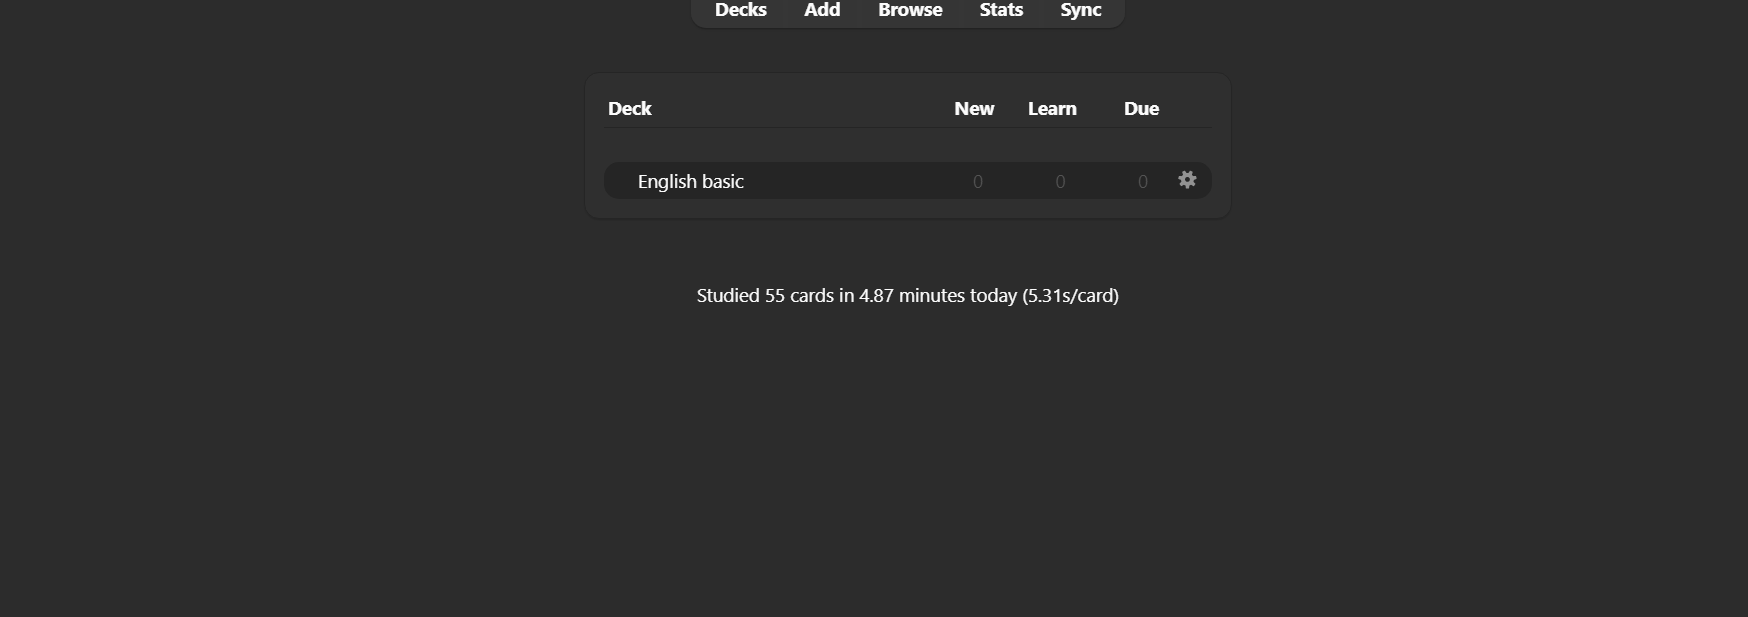 Decks Add Browse Stats Sync
Deck New Learn Due
English basic 0 0 0
Studied 55 cards in 4.87 minutes today (5.31s/card)